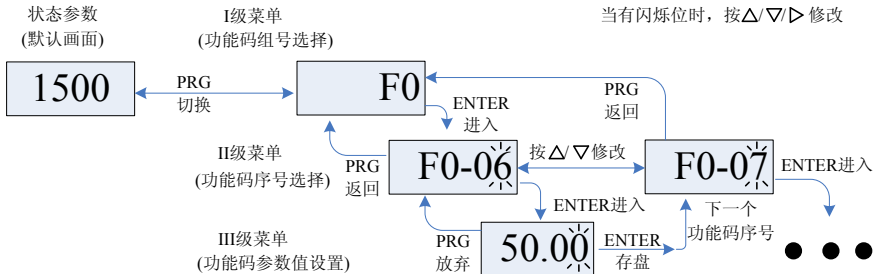 状态参数
(默认画面)
I级菜单
(功能码组号选择)
当有闪烁位时，按△/▽/▷修改
1500
PRG
切换
F0
ENTER
进入
PRG
返回
II级菜单
(功能码序号选择)
PRG
返回
F0-06
按△/▽修改
F0-07
ENTER进入
ENTER进入
下一个
功能码序号
III级菜单
(功能码参数值设置)
PRG
放弃
50.00
ENTER
存盘